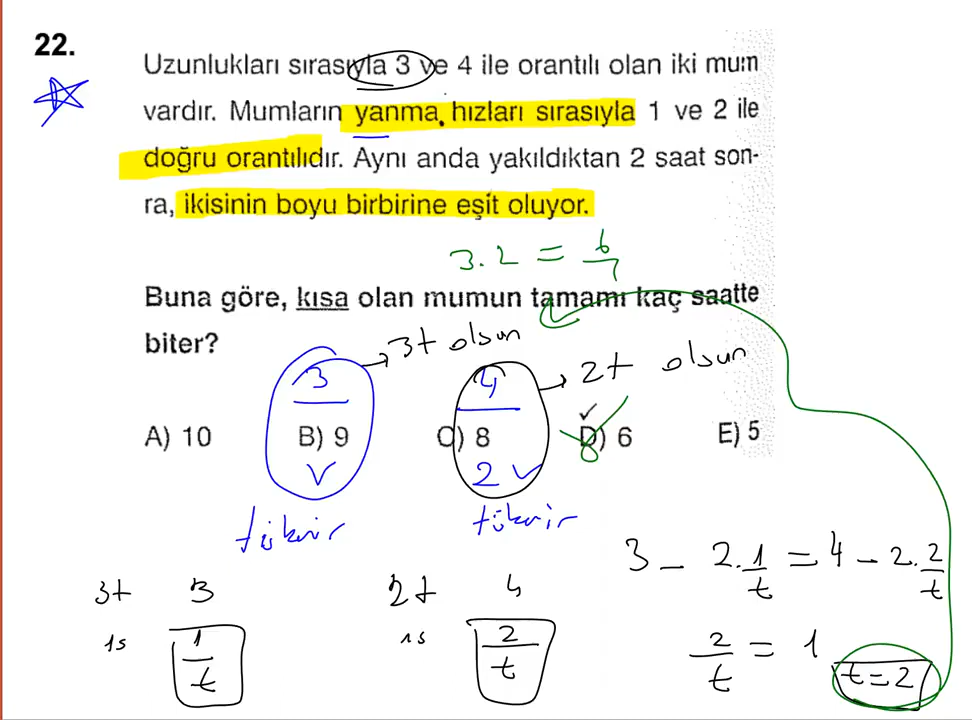 22.
Uzunlukları sırasıyla 3 ve 4 ile orantılı olan iki mum
vardır. Mumların yanma hızları sırasıyla 1 ve 2 ile
doğru orantılıdır. Aynı anda yakıldıktan 2 saat son-
ra, ikisinin boyu birbirine eşit oluyor.
3.2 = 6
Buna göre, kısa olan mumun tamamı kaç saatte
biter?
3t olsun
2t olsun
3
4
A) 10 B) 9 C) 8 D) 6 E) 5
V 2V
tükenir tükenir
3 - 2.1/t = 4 - 2.2/t
3t 3 2t 4
1s 1/t 1s 2/t
2/t = 1 t=2